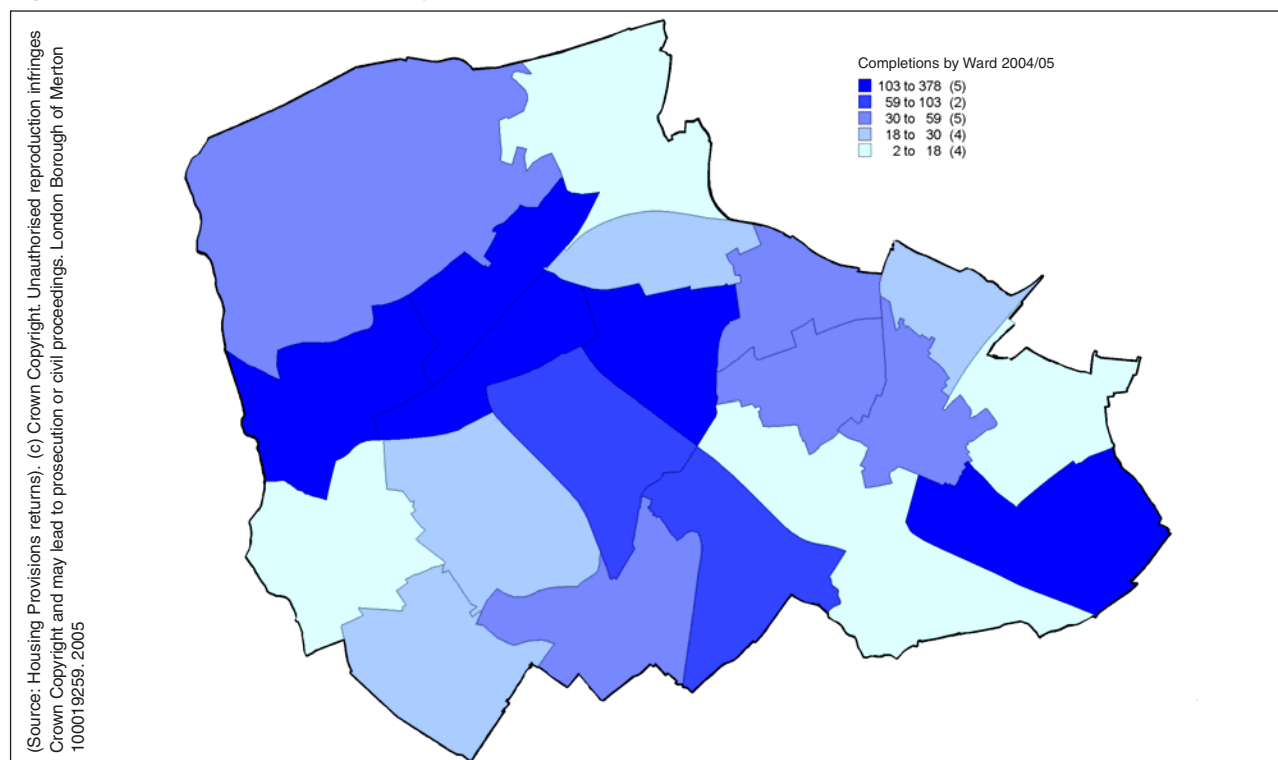 (Source: Housing Provisions returns). (c) Crown Copyright. Unauthorised reproduction infringes
Crown Copyright and may lead to prosecution or civil proceedings. London Borough of Merton
100019259. 2005
Completions by Ward 2004/05
103 to 378 (5)
59 to 103 (2)
30 to 59 (5)
18 to 30 (4)
2 to 18 (4)